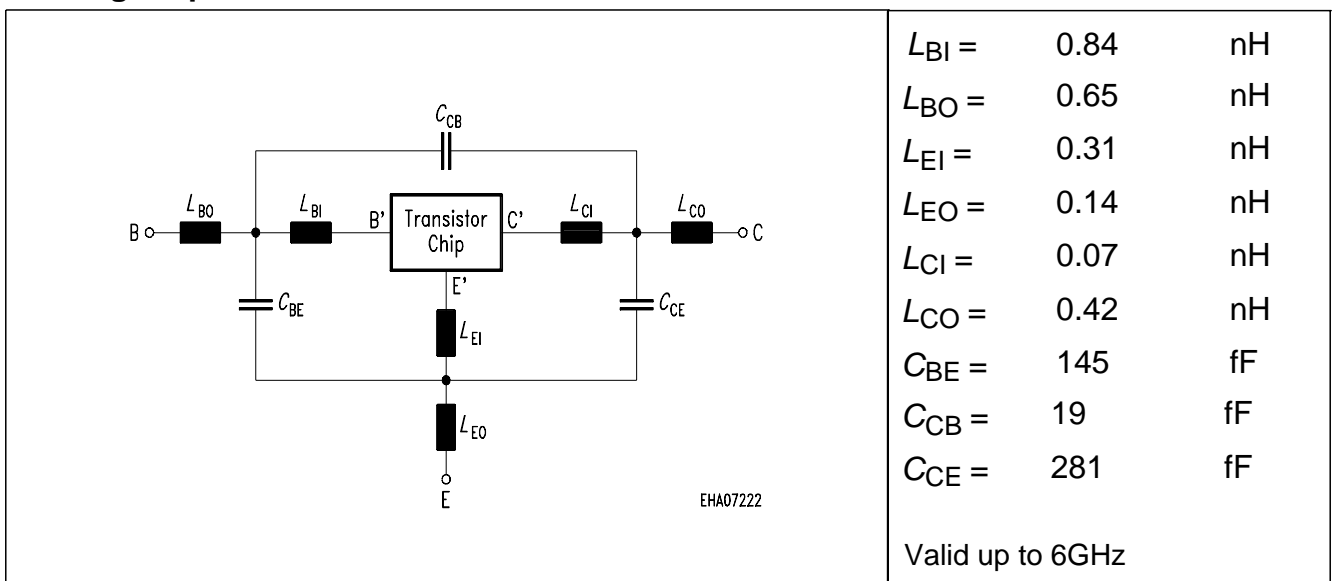 C_CB
L_BO
L_BI
B'
Transistor
Chip
C'
L_CI
L_CO
B
C
E'
C_BE
C_CE
L_EI
L_EO
E
EHA07222
L_BI = 0.84 nH
L_BO = 0.65 nH
L_EI = 0.31 nH
L_EO = 0.14 nH
L_CI = 0.07 nH
L_CO = 0.42 nH
C_BE = 145 fF
C_CB = 19 fF
C_CE = 281 fF
Valid up to 6GHz